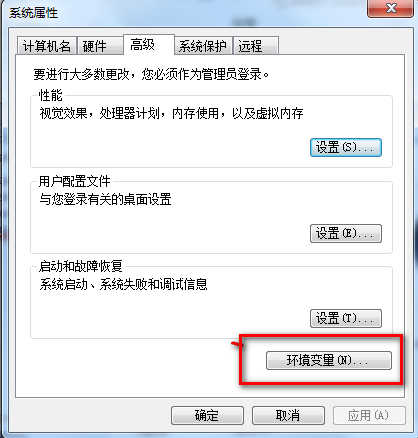 系统属性
计算机名 硬件 高级 系统保护 远程
要进行大多数更改，您必须作为管理员登录。
性能
视觉效果，处理器计划，内存使用，以及虚拟内存
设置(S)...
用户配置文件
与您登录有关的桌面设置
设置(E)...
启动和故障恢复
系统启动、系统失败和调试信息
设置(T)...
环境变量(N)...
确定 取消 应用(A)